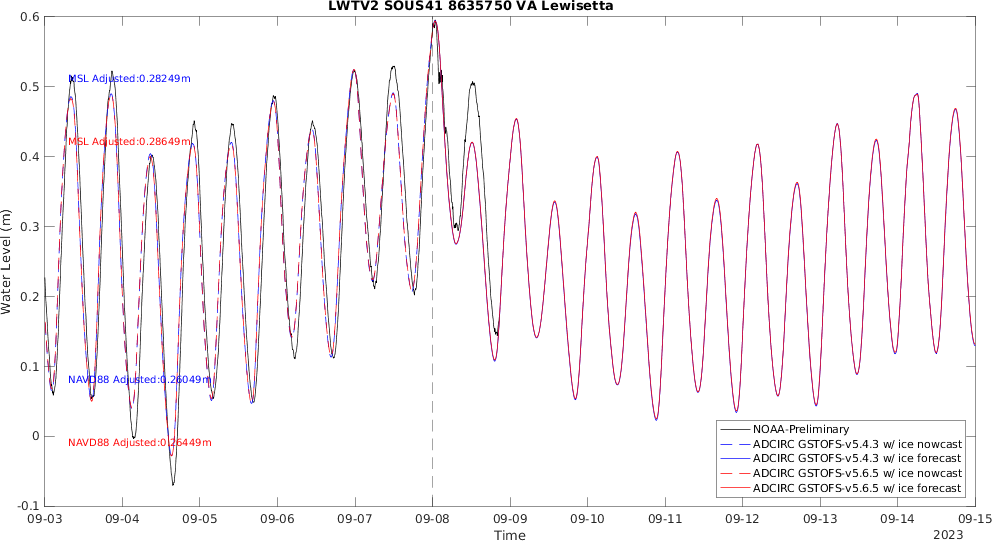 LWTV2 SOUS41 8635750 VA Lewisetta
0.6
0.5
0.4
0.3
0.2
0.1
0
-0.1
Water Level (m)
MSL Adjusted:0.28249m
MSL Adjusted:0.28649m
NAVD88 Adjusted:0.26049m
NAVD88 Adjusted:0.26449m
NOAA-Preliminary
ADCIRC GSTOFS-v5.4.3 w/ ice nowcast
ADCIRC GSTOFS-v5.4.3 w/ ice forecast
ADCIRC GSTOFS-v5.6.5 w/ ice nowcast
ADCIRC GSTOFS-v5.6.5 w/ ice forecast
09-03 09-04 09-05 09-06 09-07 09-08 09-09 09-10 09-11 09-12 09-13 09-14 09-15
Time
2023